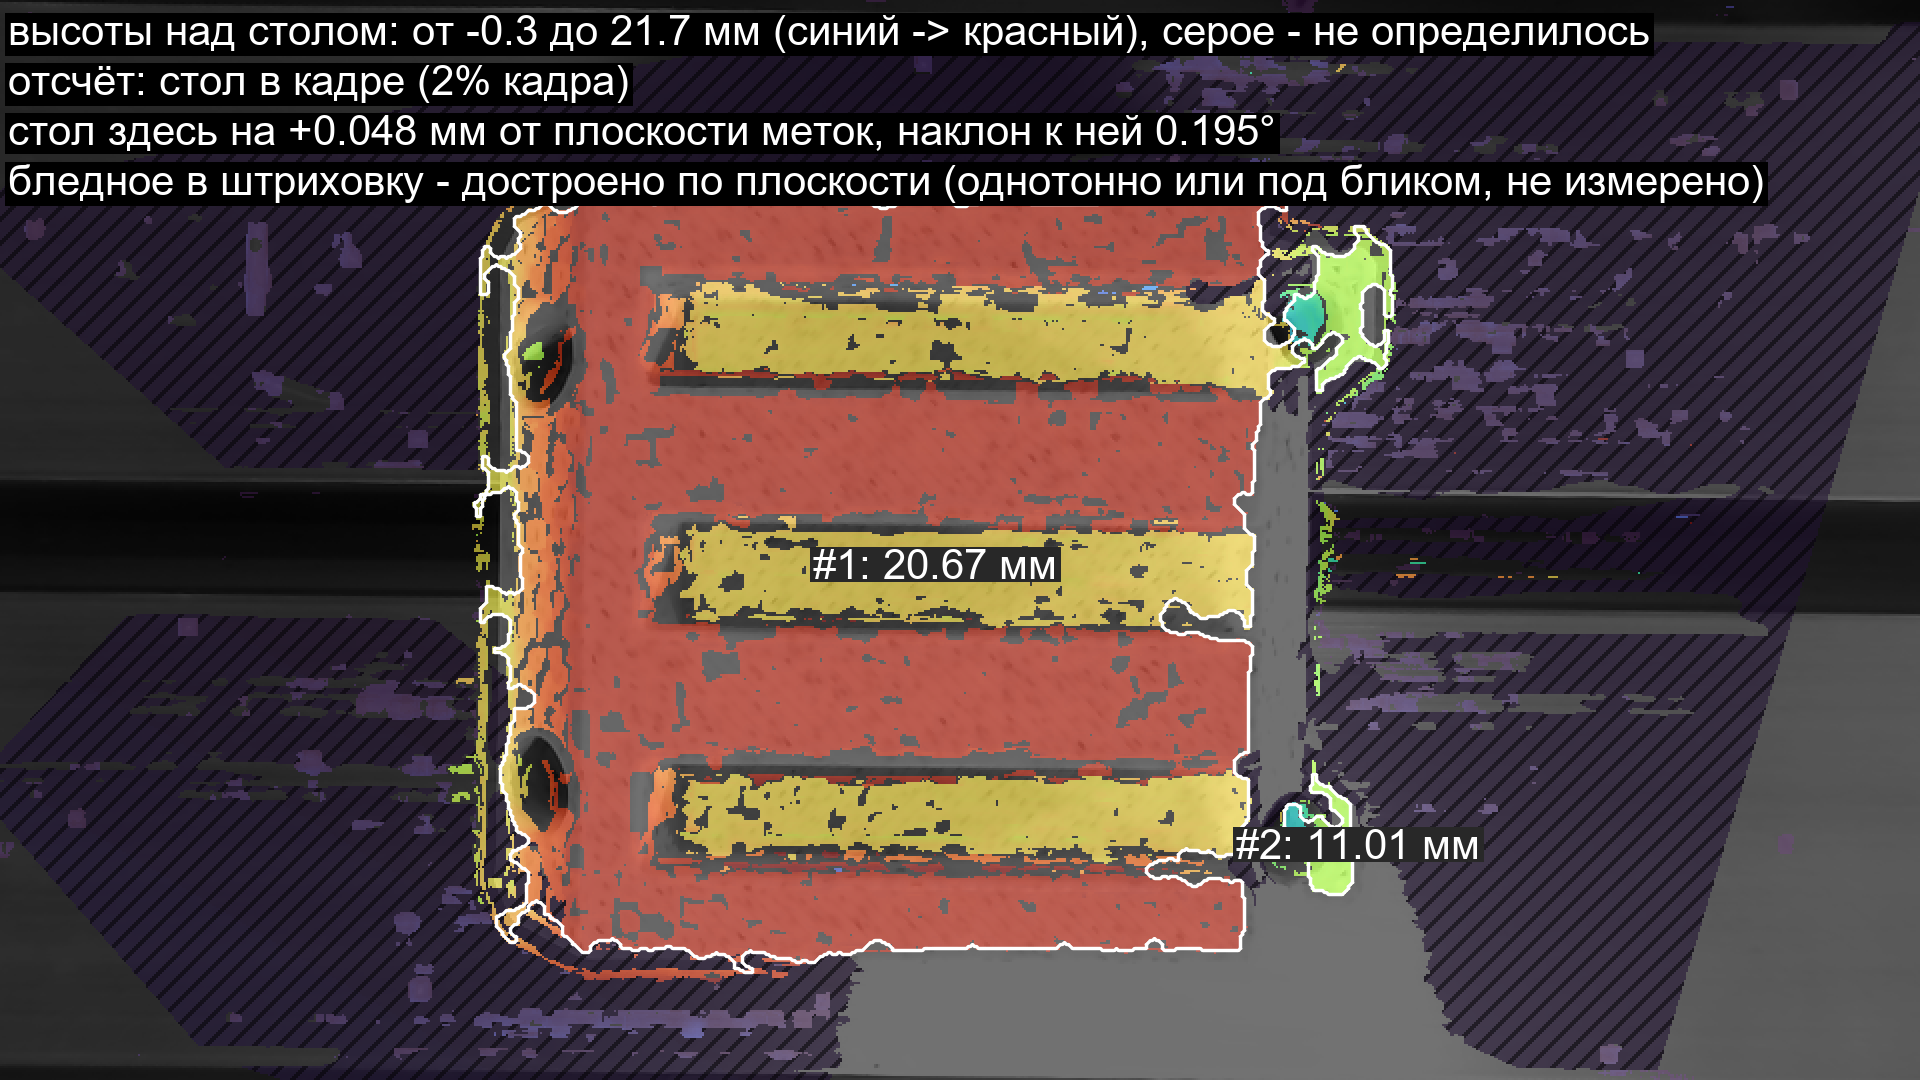 высоты над столом: от -0.3 до 21.7 мм (синий -> красный), серое - не определилось
отсчёт: стол в кадре (2% кадра)
стол здесь на +0.048 мм от плоскости меток, наклон к ней 0.195°
бледное в штриховку - достроено по плоскости (однотонно или под бликом, не измерено)
#1: 20.67 мм
#2: 11.01 мм